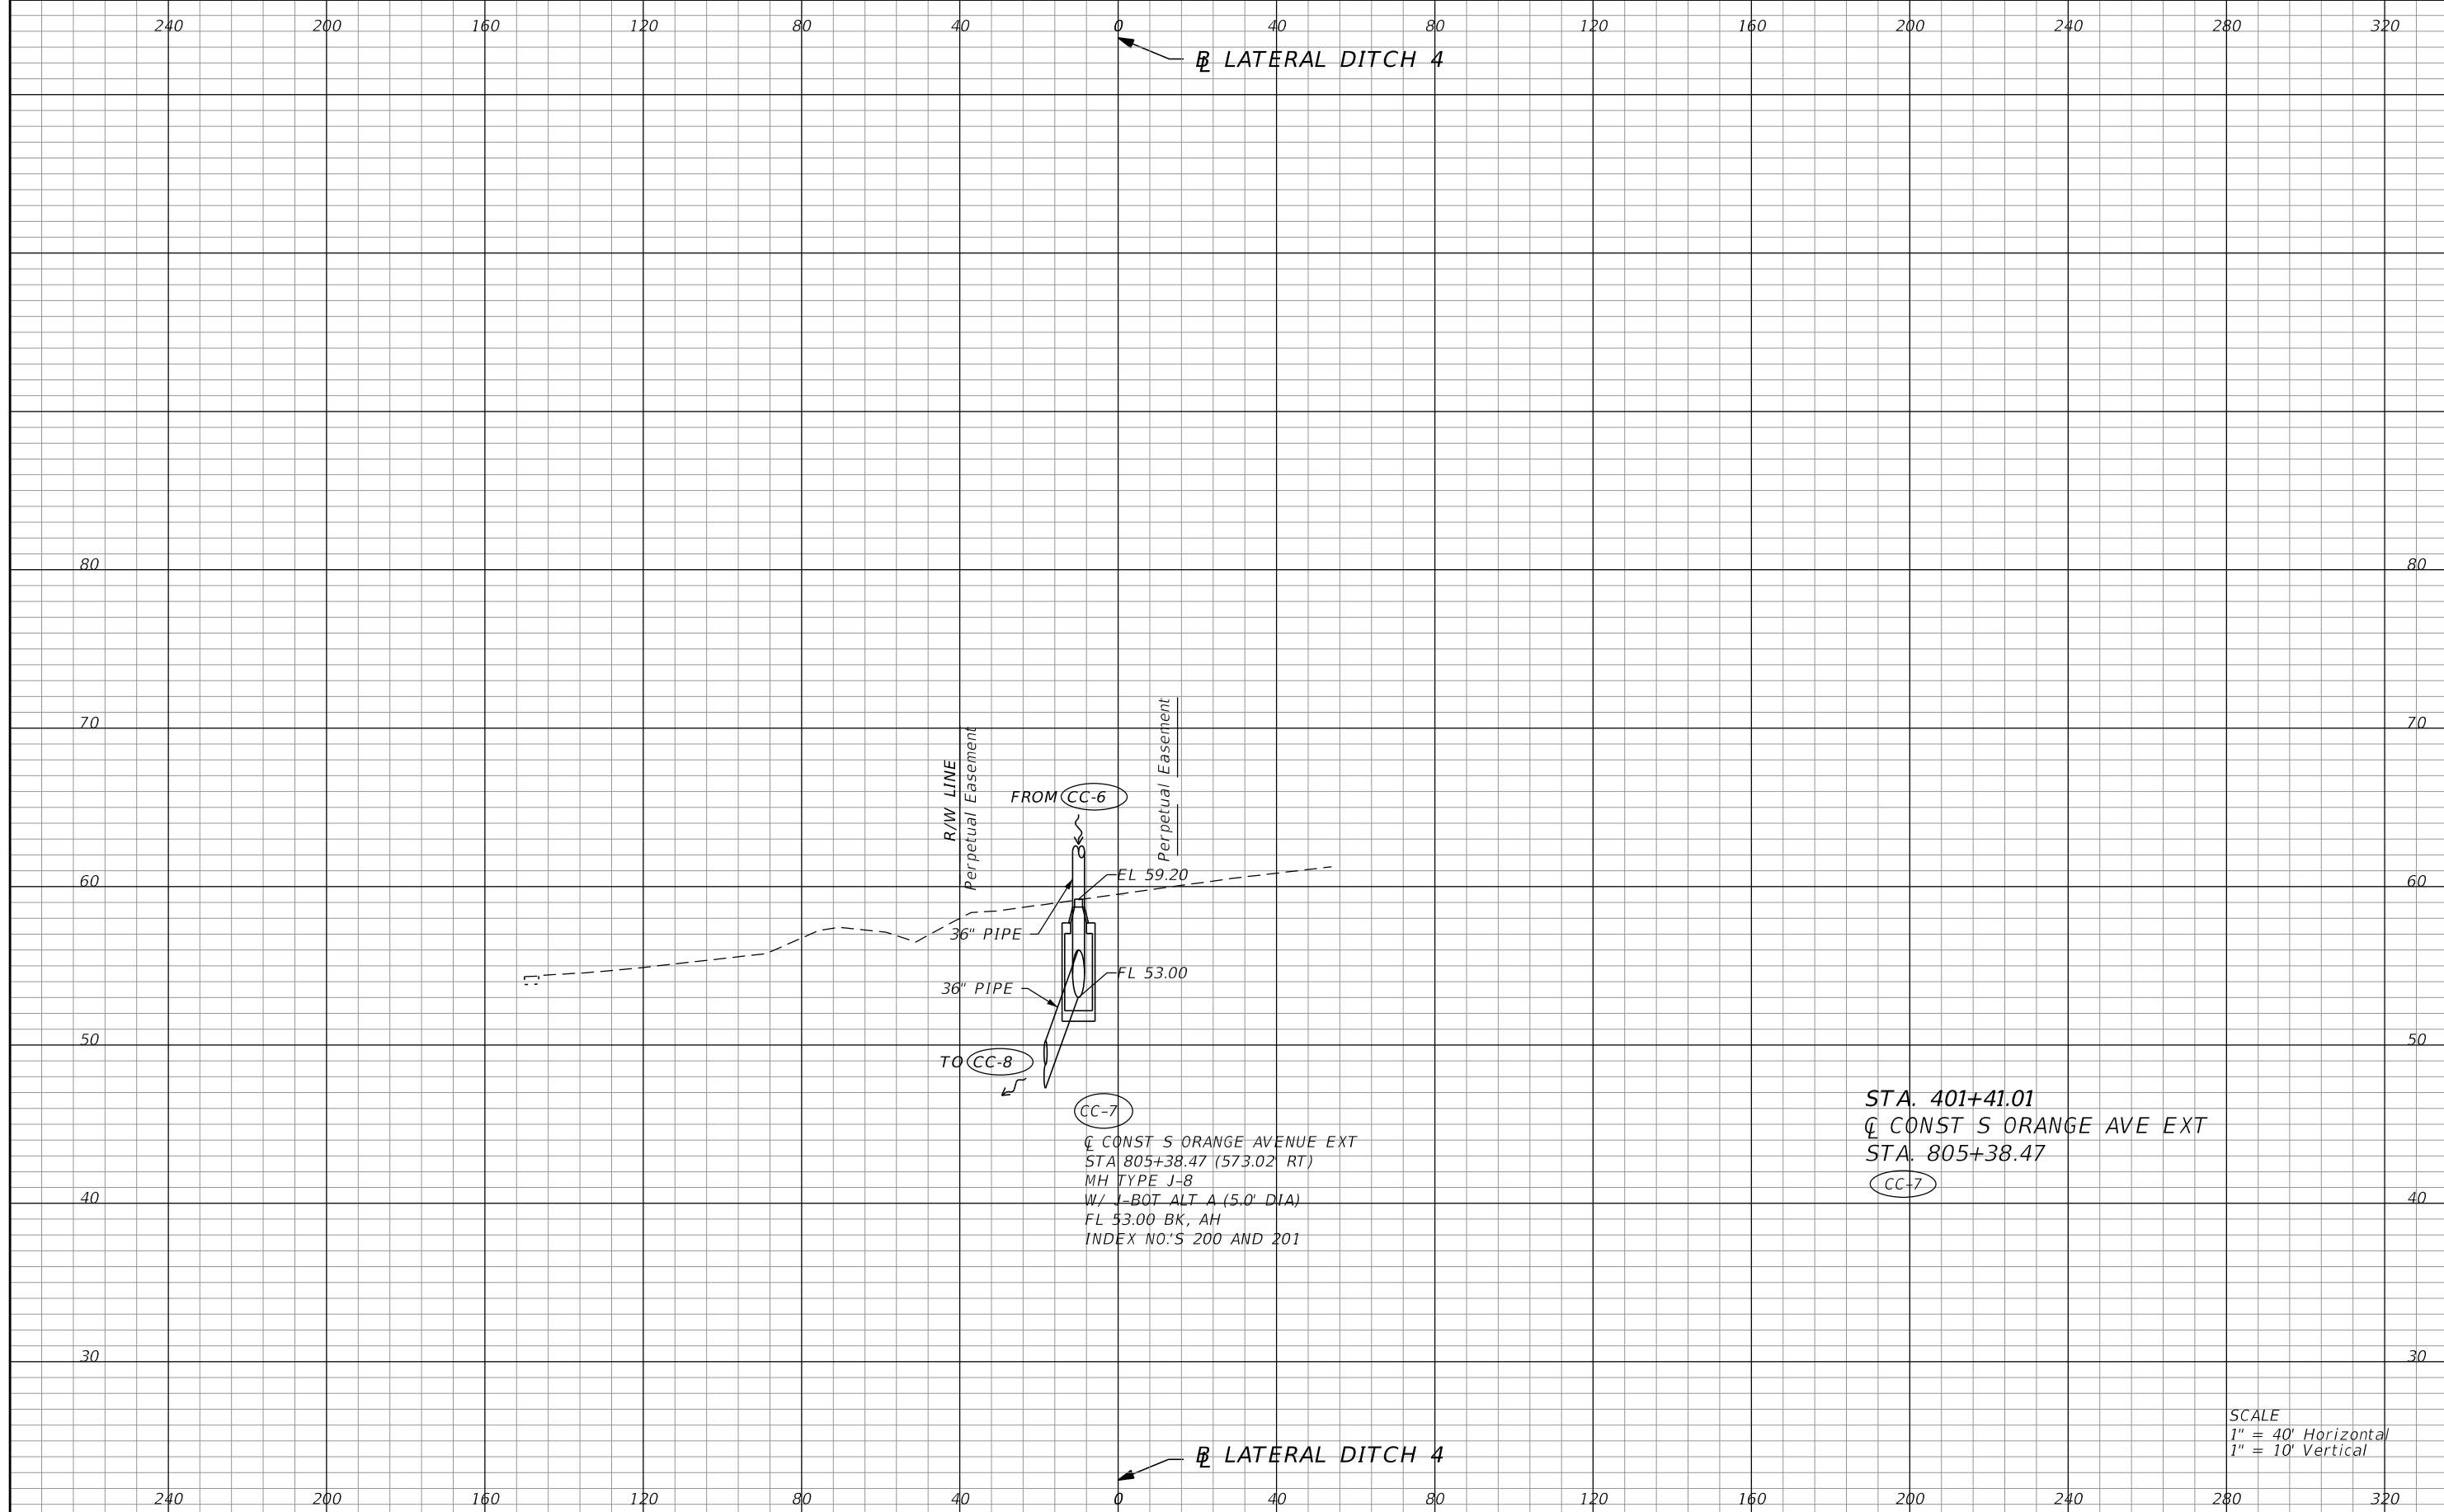 240 200 160 120 80 40 0 40 80 120 160 200 240 280 320
℄ LATERAL DITCH 4
80 80
70 70
R/W LINE
Perpetual Easement
Perpetual Easement
FROM CC-6
60 60
EL 59.20
36" PIPE
FL 53.00
36" PIPE
50 50
TO CC-8
CC-7
℄ CONST S ORANGE AVENUE EXT
STA 805+38.47 (573.02' RT)
MH TYPE J-8
W/ J-BOT ALT A (5.0' DIA)
FL 53.00 BK, AH
INDEX NO.'S 200 AND 201
STA. 401+41.01
℄ CONST S ORANGE AVE EXT
STA. 805+38.47
CC-7
40 40
30 30
SCALE
1" = 40' Horizontal
1" = 10' Vertical
BL LATERAL DITCH 4
240 200 160 120 80 40 0 40 80 120 160 200 240 280 320